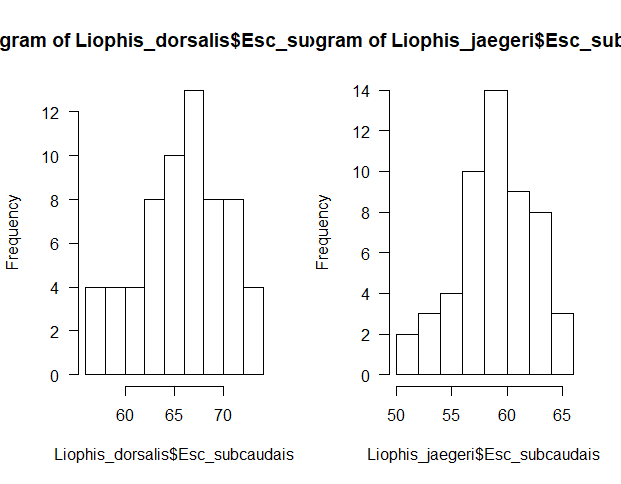 gram of Liophis_dorsalis$Esc_su
gram of Liophis_jaegeri$Esc_sub
Frequency
12
10
8
6
4
2
0
60 65 70
Liophis_dorsalis$Esc_subcaudais
Frequency
14
12
10
8
6
4
2
0
50 55 60 65
Liophis_jaegeri$Esc_subcaudais